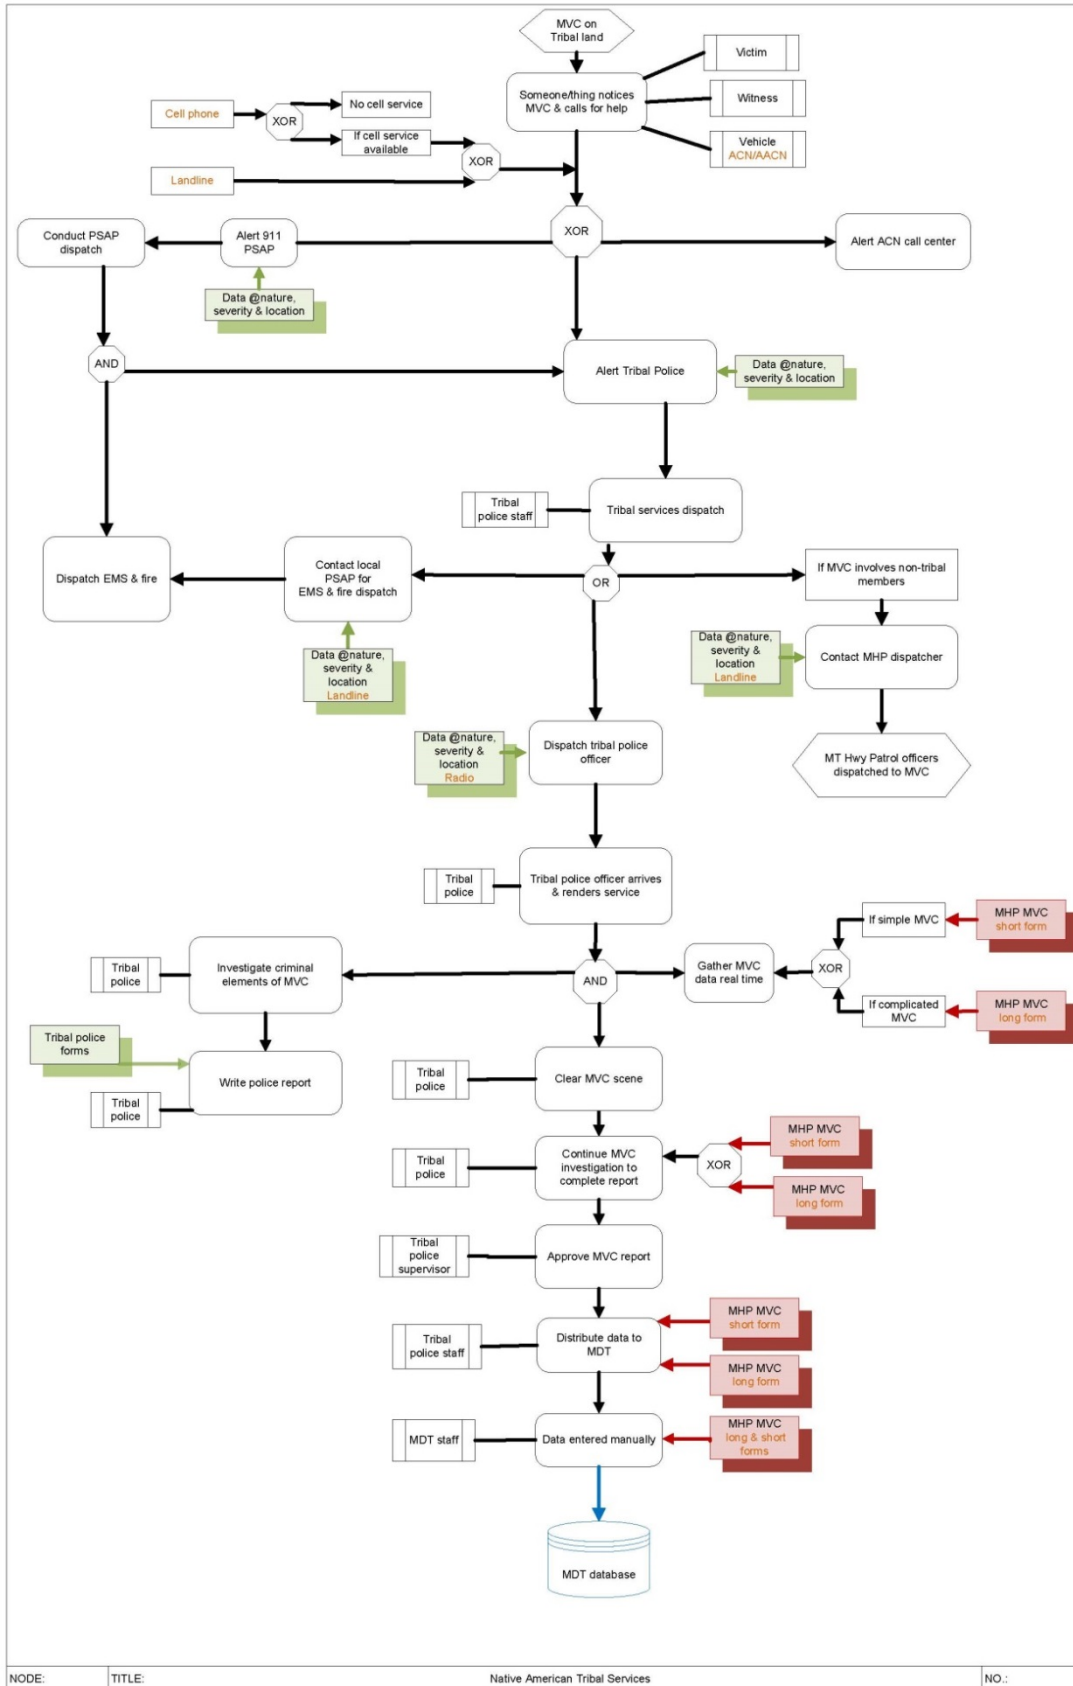 MVC on
Tribal land
Someone/thing notices
MVC & calls for help
Victim
Witness
Vehicle
ACN/AACN
Cell phone
XOR
No cell service
If cell service
available
XOR
Landline
XOR
Conduct PSAP
dispatch
Alert 911
PSAP
Alert ACN call center
Data @nature,
severity & location
AND
Alert Tribal Police
Data @nature,
severity & location
Tribal
police staff
Tribal services dispatch
Dispatch EMS & fire
Contact local
PSAP for
EMS & fire dispatch
OR
If MVC involves non-tribal
members
Data @nature,
severity &
location
Landline
Data @nature,
severity &
location
Landline
Contact MHP dispatcher
Data @nature,
severity &
location
Radio
Dispatch tribal police
officer
MT Hwy Patrol officers
dispatched to MVC
Tribal
police
Tribal police officer arrives
& renders service
If simple MVC
MHP MVC
short form
Tribal
police
Investigate criminal
elements of MVC
AND
Gather MVC
data real time
XOR
If complicated
MVC
MHP MVC
long form
Tribal police
forms
Write police report
Tribal
police
Tribal
police
Clear MVC scene
Tribal
police
Continue MVC
investigation to
complete report
XOR
MHP MVC
short form
MHP MVC
long form
Tribal
police
supervisor
Approve MVC report
Tribal
police staff
Distribute data to
MDT
MHP MVC
short form
MHP MVC
long form
MDT staff
Data entered manually
MHP MVC
long & short
forms
MDT database
NODE:
TITLE:
Native American Tribal Services
NO.: